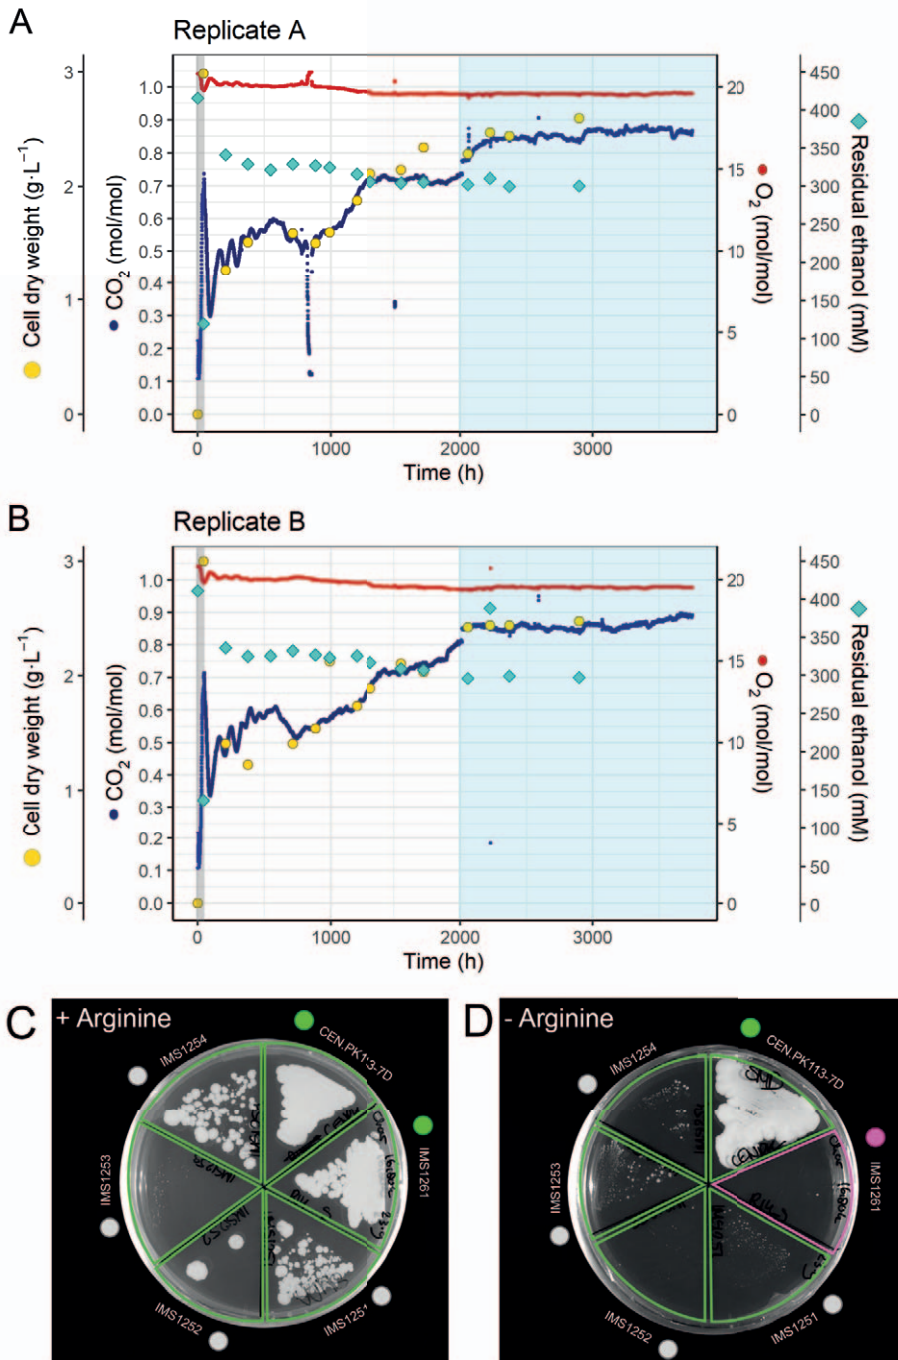 A
Replicate A
Cell dry weight (g·L⁻¹)
3
2
1
0
CO₂ (mol/mol)
1.0
0.9
0.8
0.7
0.6
0.5
0.4
0.3
0.2
0.1
0.0
0
1000
2000
3000
Time (h)
20
15
10
5
0
O₂ (mol/mol)
450
400
350
300
250
200
150
100
50
0
Residual ethanol (mM)
B
Replicate B
Cell dry weight (g·L⁻¹)
3
2
1
0
CO₂ (mol/mol)
1.0
0.9
0.8
0.7
0.6
0.5
0.4
0.3
0.2
0.1
0.0
0
1000
2000
3000
Time (h)
20
15
10
5
0
O₂ (mol/mol)
450
400
350
300
250
200
150
100
50
0
Residual ethanol (mM)
C
+ Arginine
IMS1254
CEN.PK113-7D
IMS1253
IMS1261
IMS1252
IMS1251
D
- Arginine
IMS1254
CEN.PK113-7D
IMS1253
IMS1261
IMS1252
IMS1251